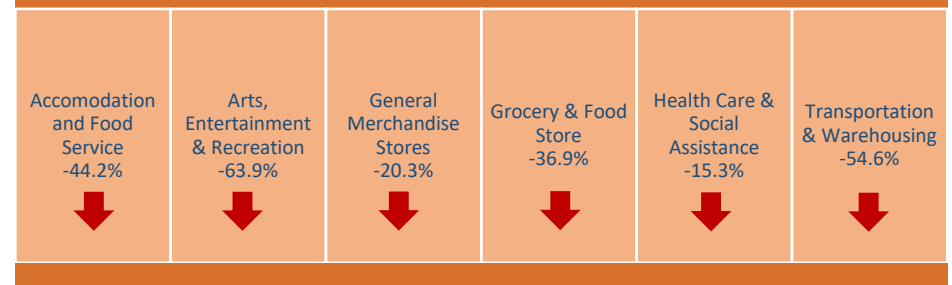 Accomodation
and Food
Service
-44.2%
Arts,
Entertainment
& Recreation
-63.9%
General
Merchandise
Stores
-20.3%
Grocery & Food
Store
-36.9%
Health Care &
Social
Assistance
-15.3%
Transportation
& Warehousing
-54.6%